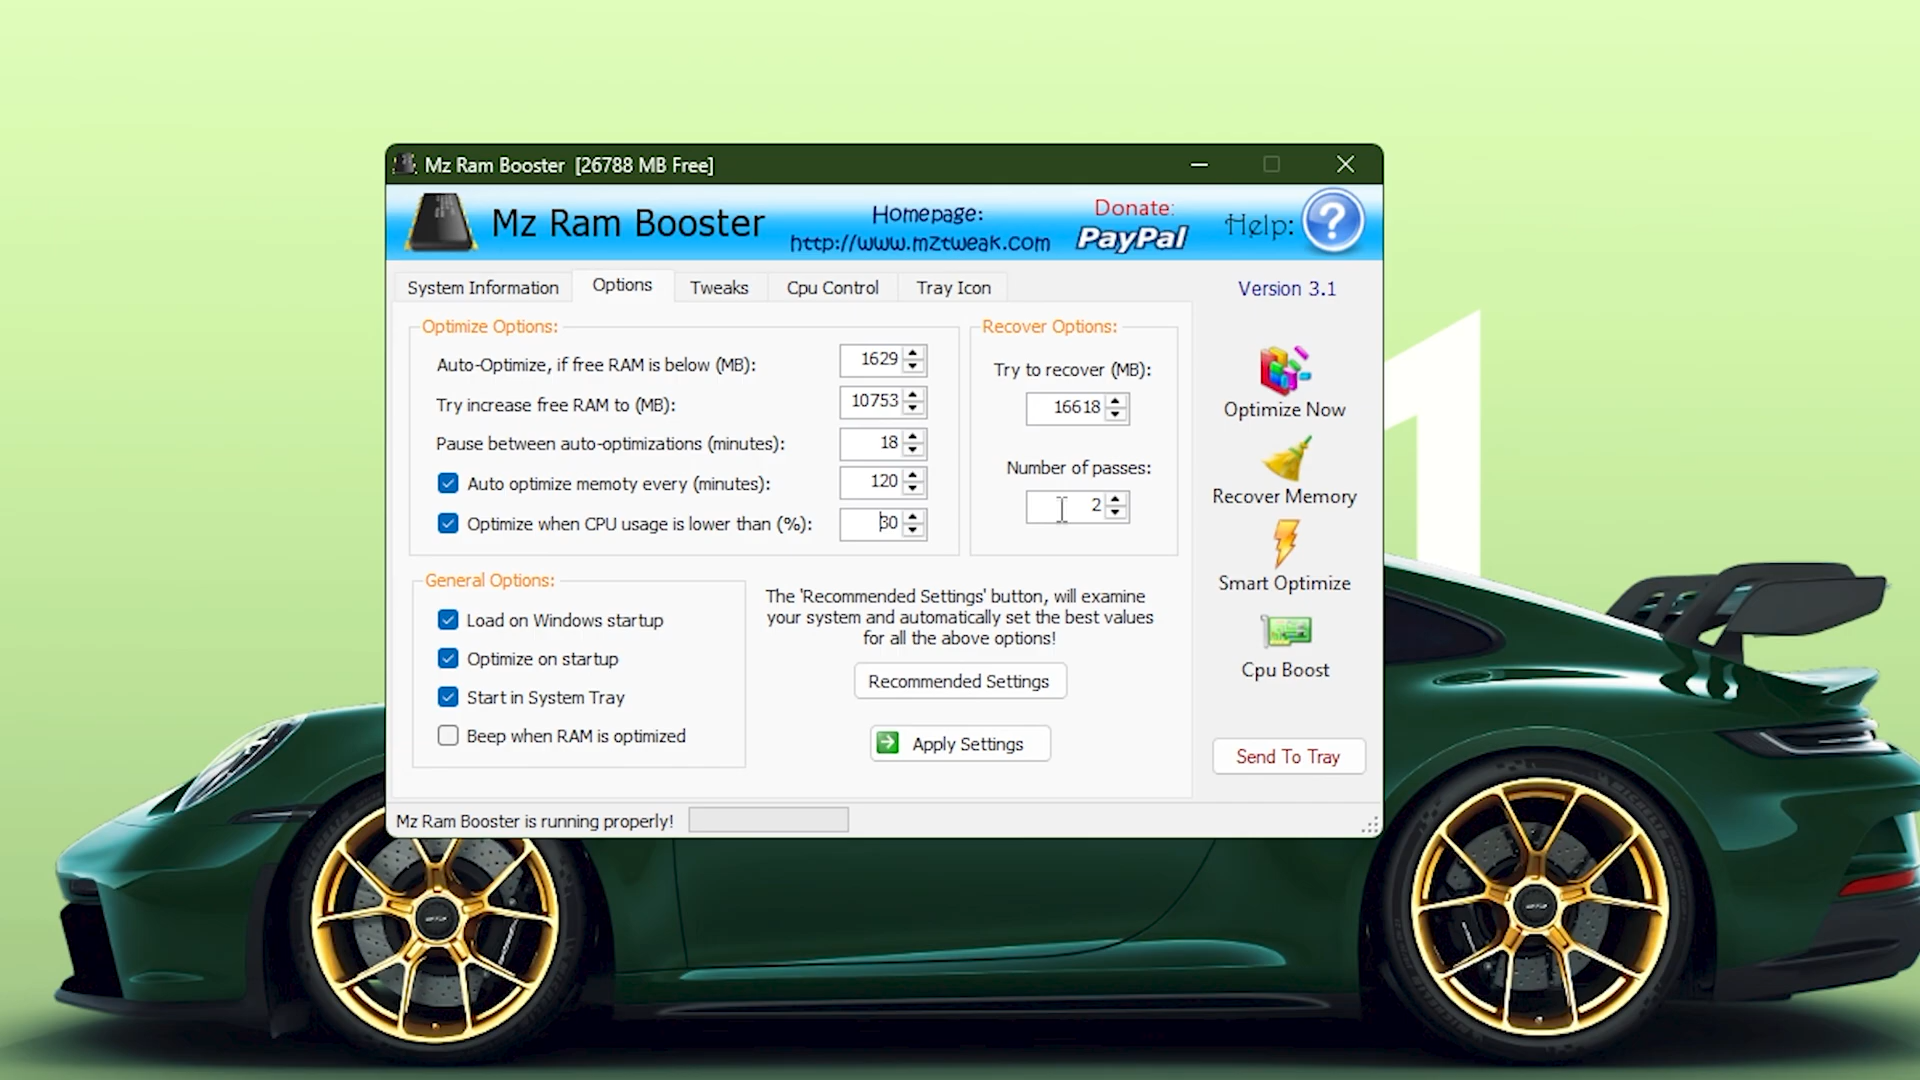 Mz Ram Booster [26788 MB Free]
Mz Ram Booster
Homepage:
http://www.mztweak.com
Donate:
PayPal
Help: ?
System Information
Options
Tweaks
Cpu Control
Tray Icon
Version 3.1
Optimize Options:
Auto-Optimize, if free RAM is below (MB): 1629
Try increase free RAM to (MB): 10753
Pause between auto-optimizations (minutes): 18
Auto optimize memoty every (minutes): 120
Optimize when CPU usage is lower than (%): 30
Recover Options:
Try to recover (MB):
16618
Number of passes:
2
General Options:
Load on Windows startup
Optimize on startup
Start in System Tray
Beep when RAM is optimized
The 'Recommended Settings' button, will examine
your system and automatically set the best values
for all the above options!
Recommended Settings
Apply Settings
Optimize Now
Recover Memory
Smart Optimize
Cpu Boost
Send To Tray
Mz Ram Booster is running properly!
1